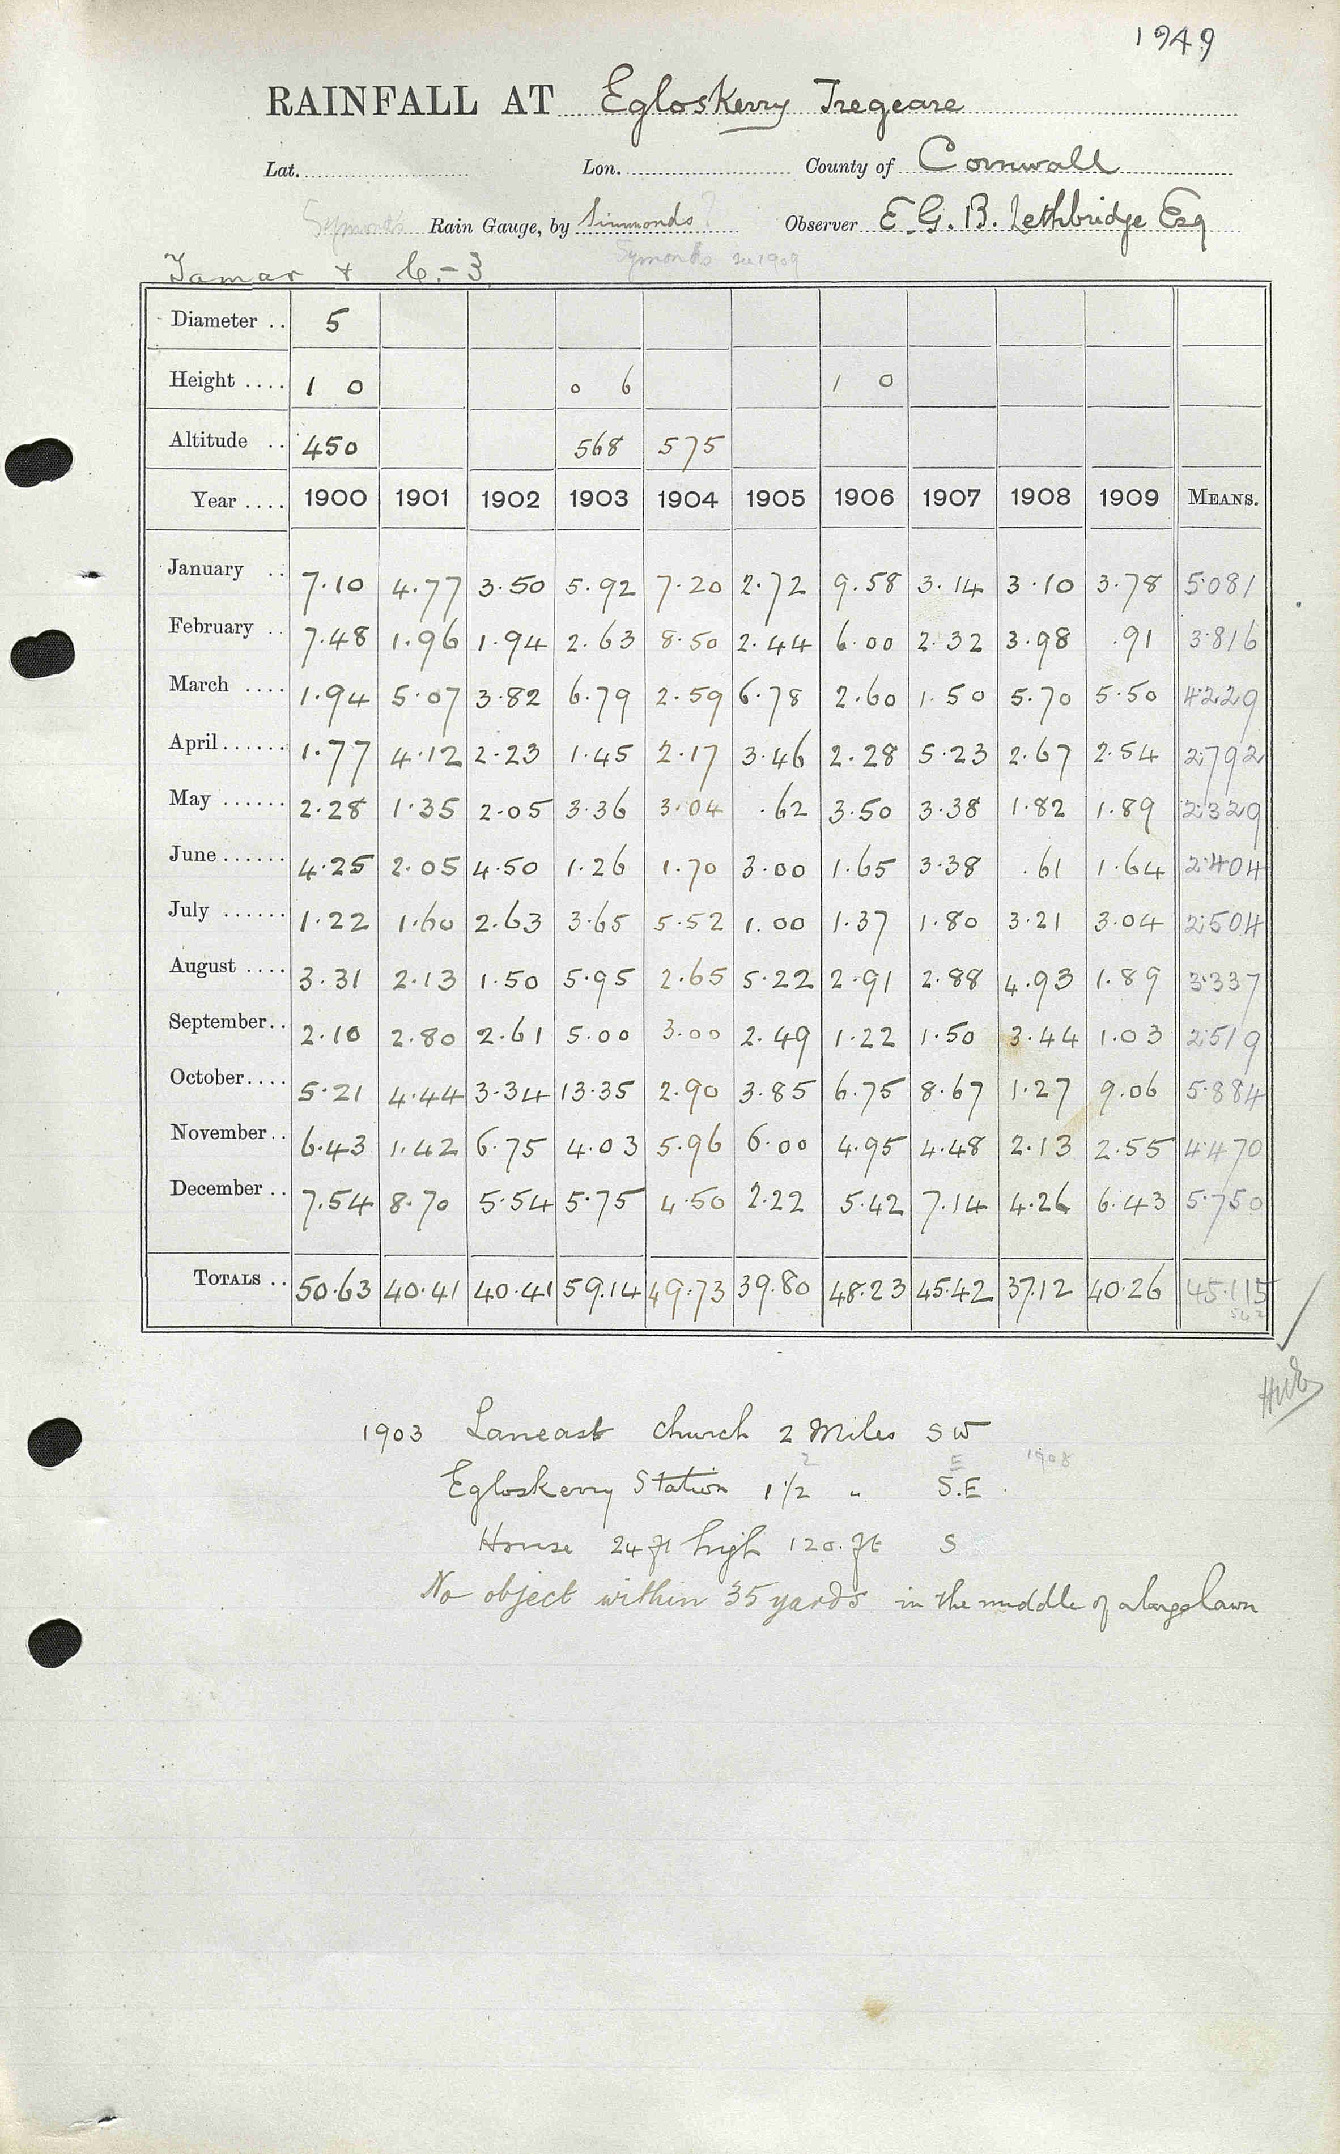 1949
RAINFALL AT Egloskerry Tregeare
Lat. Lon. County of Cornwall
Symonds Rain Gauge, by Simmonds ? Observer E. G. B. Lethbridge Esq
Symonds see 1909
Tamar + C.-3
Diameter .. 5
Height .... 1 0 0 6 1 0
Altitude .. 450 568 575
Year .... 1900 1901 1902 1903 1904 1905 1906 1907 1908 1909 MEANS.
January .. 7.10 4.77 3.50 5.92 7.20 2.72 9.58 3.14 3.10 3.78 5.081
February .. 7.48 1.96 1.94 2.63 8.50 2.44 6.00 2.32 3.98 .91 3.816
March .... 1.94 5.07 3.82 6.79 2.59 6.78 2.60 1.50 5.70 5.50 4.229
April...... 1.77 4.12 2.23 1.45 2.17 3.46 2.28 5.23 2.67 2.54 2.792
May ...... 2.28 1.35 2.05 3.36 3.04 .62 3.50 3.38 1.82 1.89 2.329
June...... 4.25 2.05 4.50 1.26 1.70 3.00 1.65 3.38 .61 1.64 2.404
July ...... 1.22 1.60 2.63 3.65 5.52 1.00 1.37 1.80 3.21 3.04 2.504
August .... 3.31 2.13 1.50 5.95 2.65 5.22 2.91 2.88 4.93 1.89 3.337
September.. 2.10 2.80 2.61 5.00 3.00 2.49 1.22 1.50 3.44 1.03 2.519
October.... 5.21 4.44 3.34 13.35 2.90 3.85 6.75 8.67 1.27 9.06 5.884
November.. 6.43 1.42 6.75 4.03 5.96 6.00 4.95 4.48 2.13 2.55 4.470
December .. 7.54 8.70 5.54 5.75 4.50 2.22 5.42 7.14 4.26 6.43 5.750
TOTALS .. 50.63 40.41 40.41 59.14 49.73 39.80 48.23 45.42 37.12 40.26 45.115
1903 Laneast church 2 Miles SW
2 E 1908
Egloskerry Station 1 1/2 " S.E.
House 24 ft high 120. ft S
No object within 35 yards in the middle of a large lawn